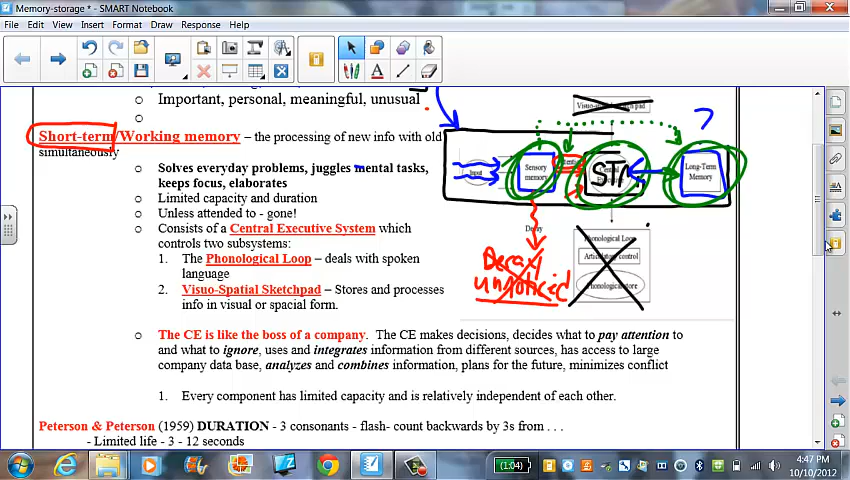 Memory-storage * - SMART Notebook
File Edit View Insert Format Draw Response Help
Important, personal, meaningful, unusual
Short-term/Working memory – the processing of new info with old
simultaneously
Solves everyday problems, juggles mental tasks,
keeps focus, elaborates
Limited capacity and duration
Unless attended to - gone!
Consists of a Central Executive System which
controls two subsystems:
1. The Phonological Loop – deals with spoken
language
2. Visuo-Spatial Sketchpad – Stores and processes
info in visual or spacial form.
?
Input
Sensory
memory
STM
Long-Term
Memory
Decay
Decay
unnoticed
Phonological Loop
Articulatory control
Phonological store
The CE is like the boss of a company. The CE makes decisions, decides what to pay attention to
and what to ignore, uses and integrates information from different sources, has access to large
company data base, analyzes and combines information, plans for the future, minimizes conflict
1. Every component has limited capacity and is relatively independent of each other.
Peterson & Peterson (1959) DURATION - 3 consonants - flash- count backwards by 3s from . . .
- Limited life - 3 - 12 seconds
(1:04)
4:47 PM
10/10/2012